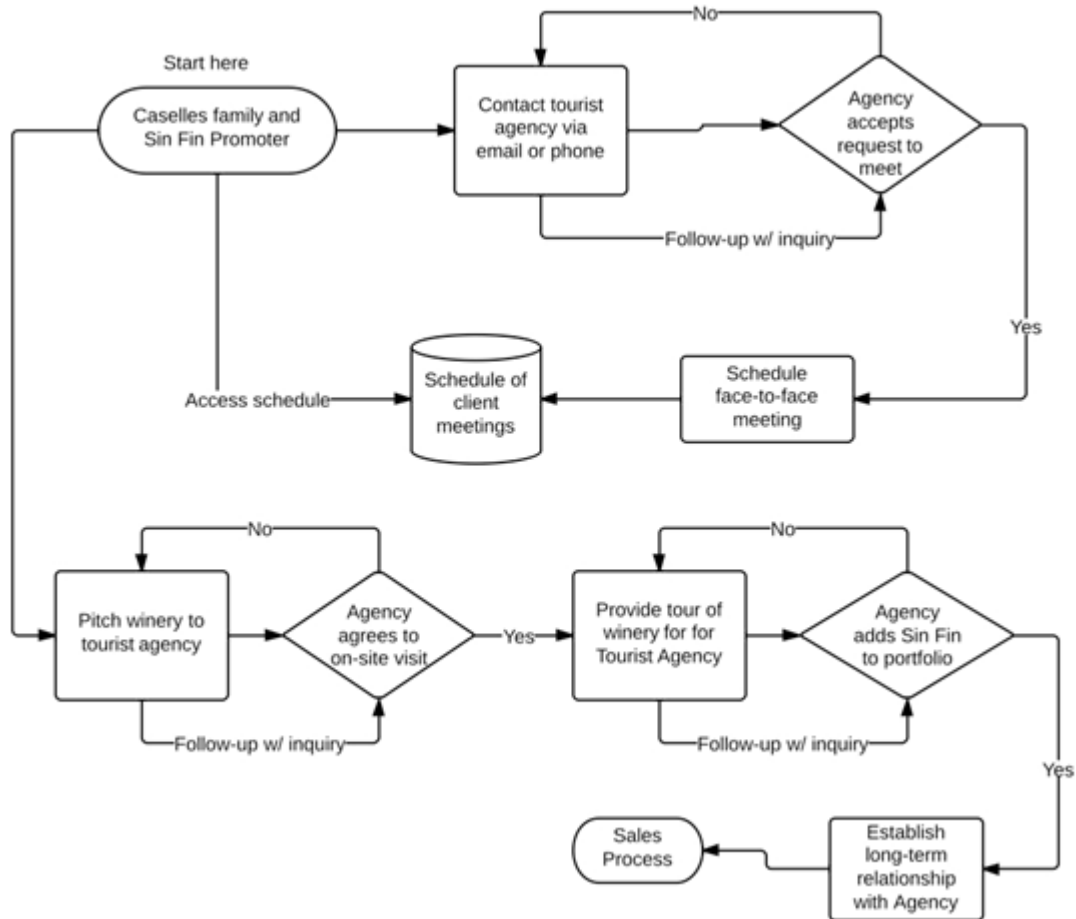 No
Start here
Caselles family and
Sin Fin Promoter
Contact tourist
agency via
email or phone
Agency
accepts
request to
meet
Follow-up w/ inquiry
Yes
Access schedule
Schedule of
client
meetings
Schedule
face-to-face
meeting
No
Pitch winery to
tourist agency
Agency
agrees to
on-site visit
Follow-up w/ inquiry
Yes
No
Provide tour of
winery for for
Tourist Agency
Agency
adds Sin Fin
to portfolio
Follow-up w/ inquiry
Yes
Establish
long-term
relationship
with Agency
Sales
Process